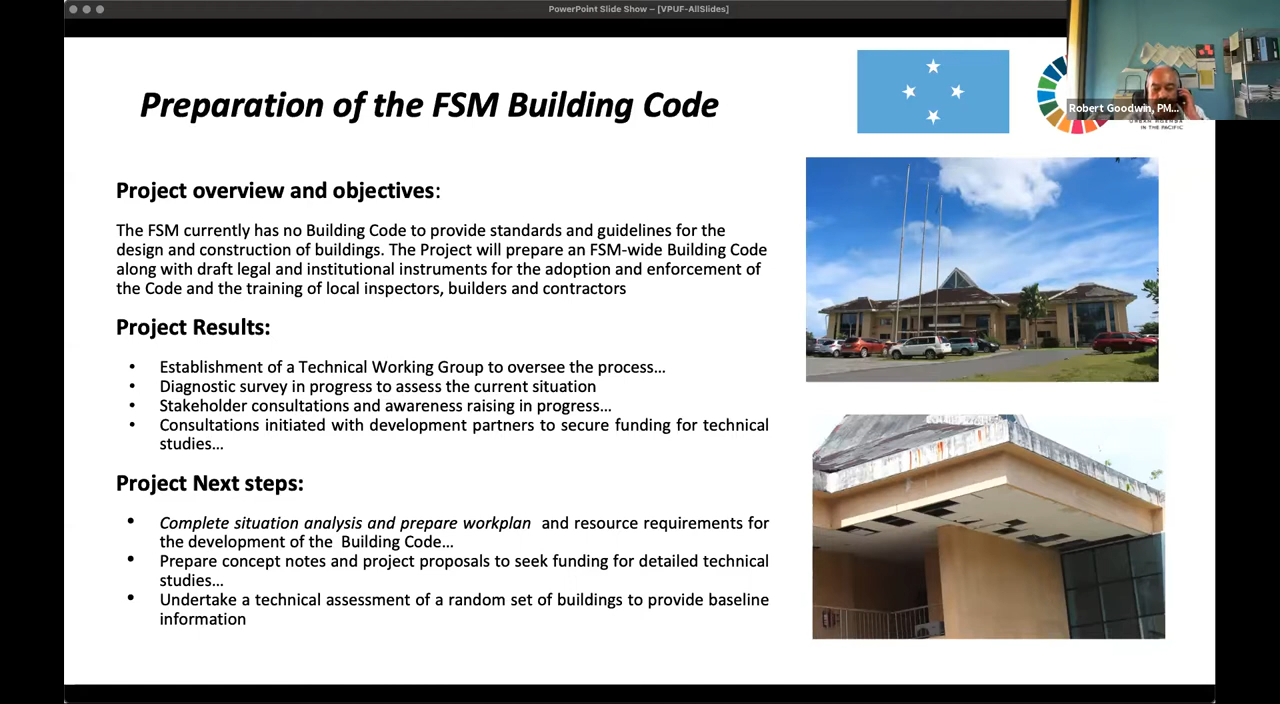 PowerPoint Slide Show – [VPUF-AllSlides]
Preparation of the FSM Building Code
Robert Goodwin, PM...
URBAN AGENDA
IN THE PACIFIC
Project overview and objectives:
The FSM currently has no Building Code to provide standards and guidelines for the
design and construction of buildings. The Project will prepare an FSM-wide Building Code
along with draft legal and institutional instruments for the adoption and enforcement of
the Code and the training of local inspectors, builders and contractors
Project Results:
• Establishment of a Technical Working Group to oversee the process…
• Diagnostic survey in progress to assess the current situation
• Stakeholder consultations and awareness raising in progress…
• Consultations initiated with development partners to secure funding for technical
studies…
Project Next steps:
• Complete situation analysis and prepare workplan and resource requirements for
the development of the Building Code…
• Prepare concept notes and project proposals to seek funding for detailed technical
studies…
• Undertake a technical assessment of a random set of buildings to provide baseline
information